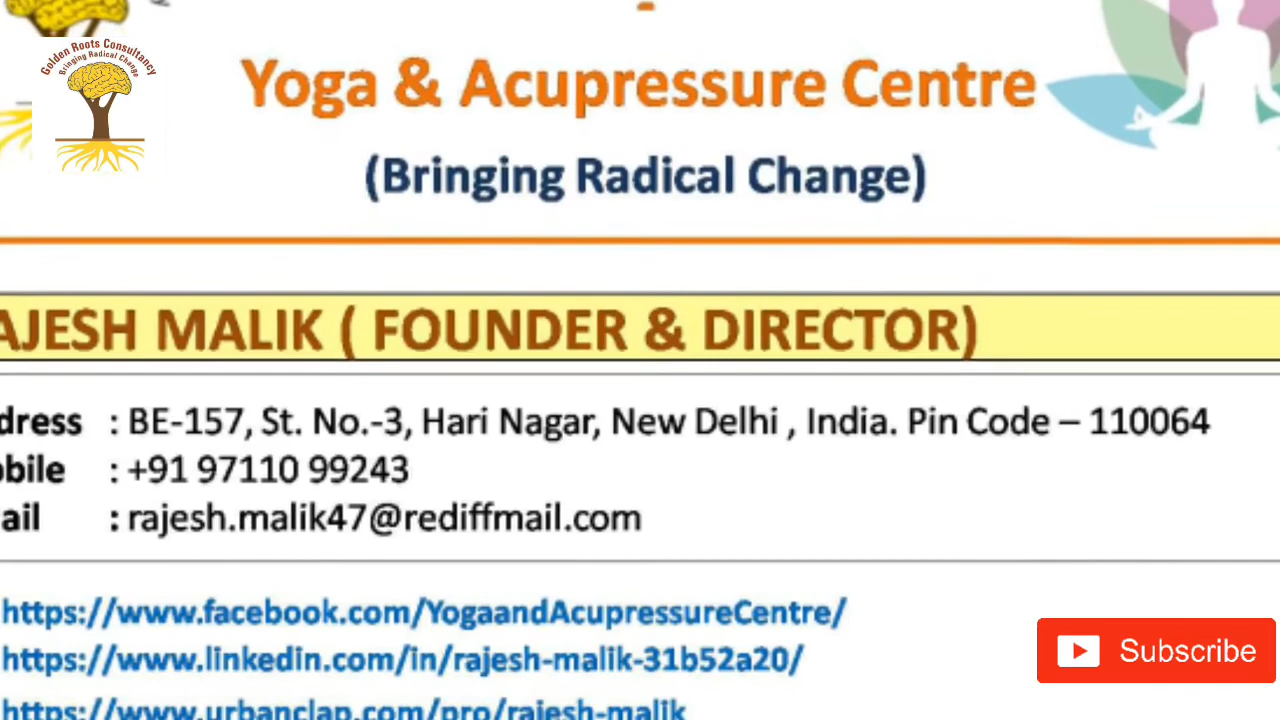 Golden Roots Consultancy
Bringing Radical Change
Yoga & Acupressure Centre
(Bringing Radical Change)
AJESH MALIK ( FOUNDER & DIRECTOR)
dress : BE-157, St. No.-3, Hari Nagar, New Delhi , India. Pin Code – 110064
bile : +91 97110 99243
ail : rajesh.malik47@rediffmail.com
https://www.facebook.com/YogaandAcupressureCentre/
https://www.linkedin.com/in/rajesh-malik-31b52a20/
https://www.urbanclap.com/pro/rajesh-malik
Subscribe